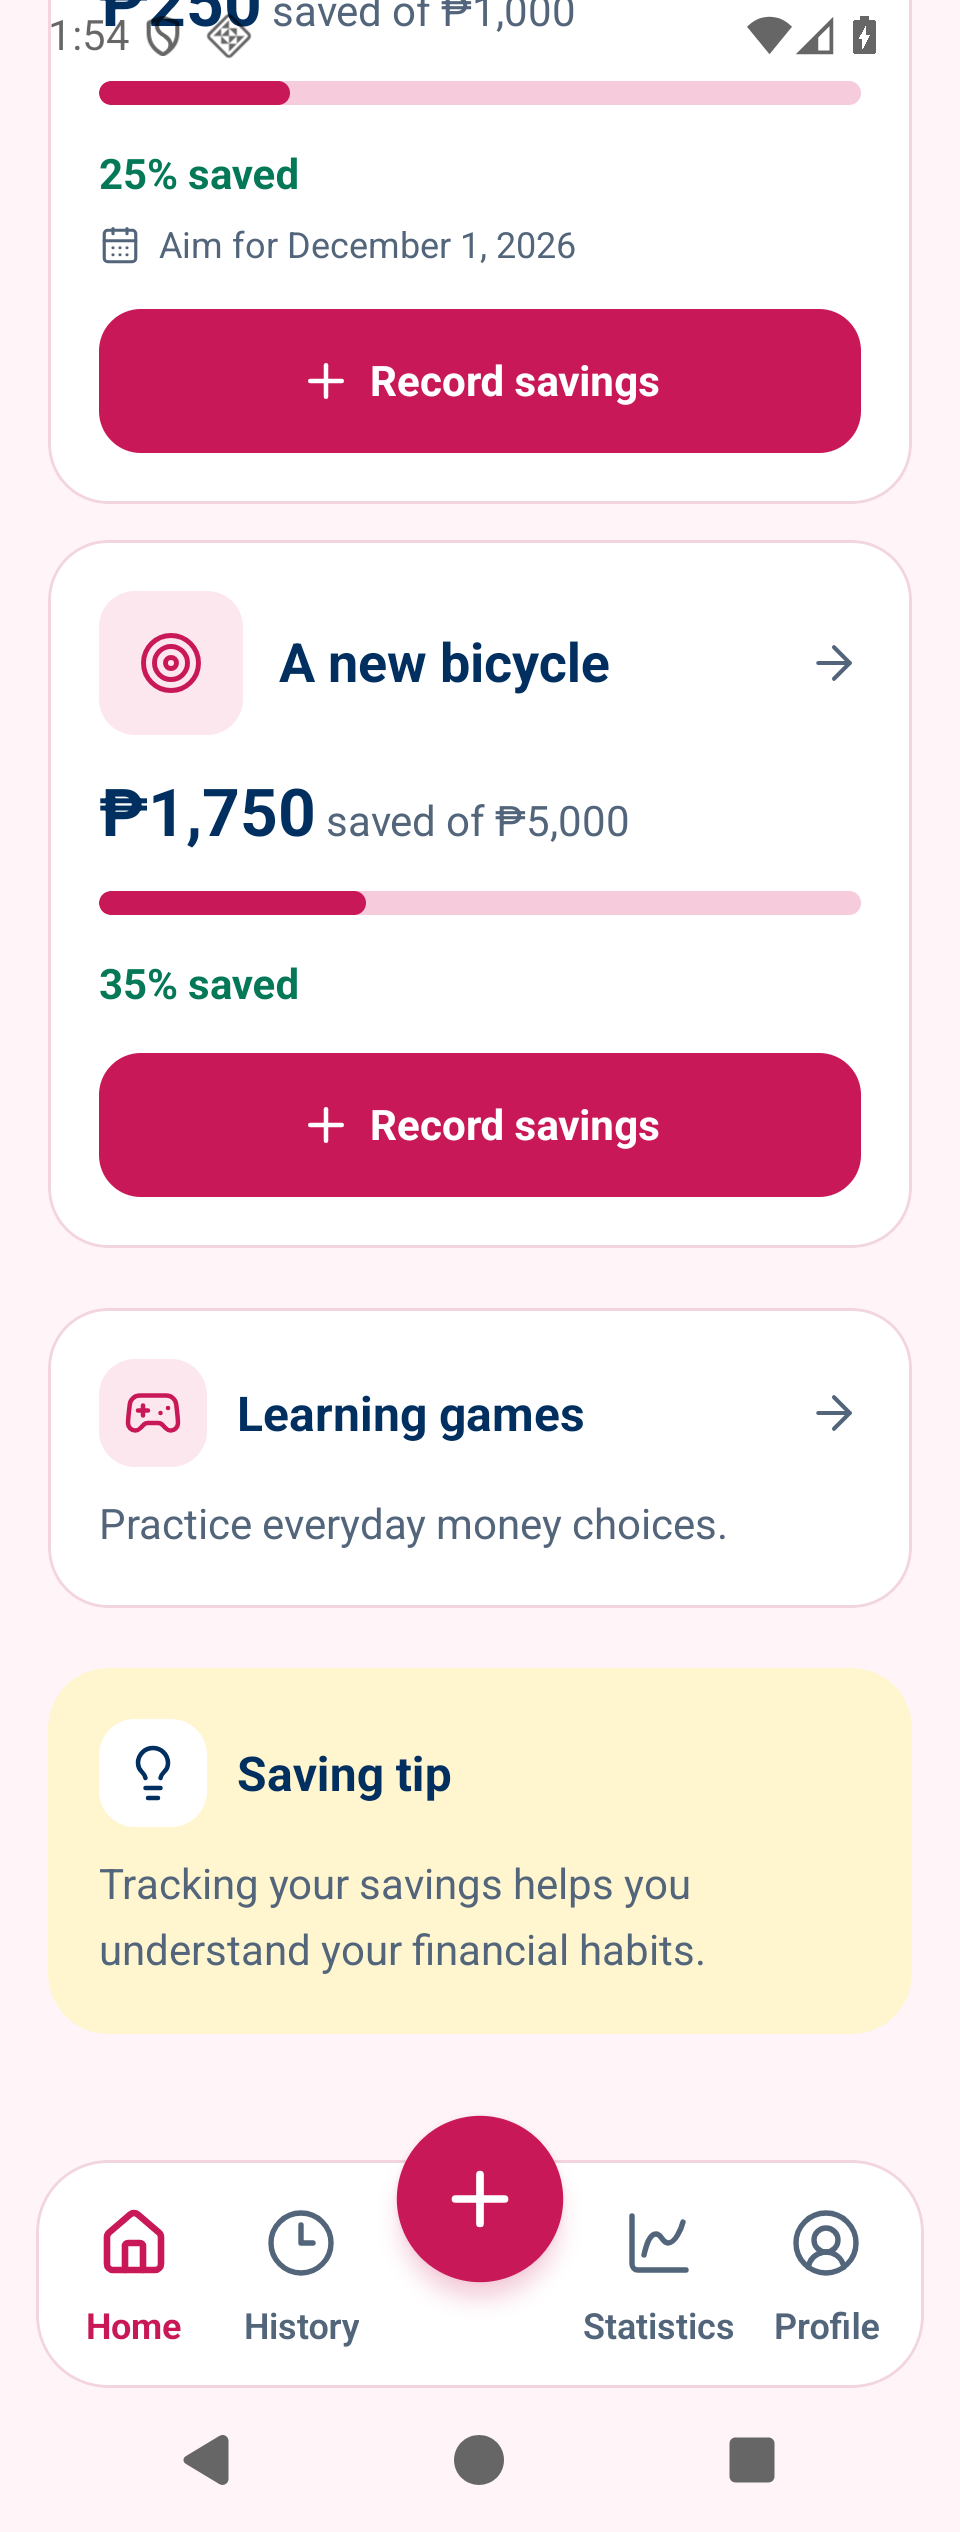 ₱250 saved of ₱1,000
1:54
25% saved
Aim for December 1, 2026
Record savings
A new bicycle
₱1,750 saved of ₱5,000
35% saved
Record savings
Learning games
Practice everyday money choices.
Saving tip
Tracking your savings helps you
understand your financial habits.
Home
History
Statistics
Profile